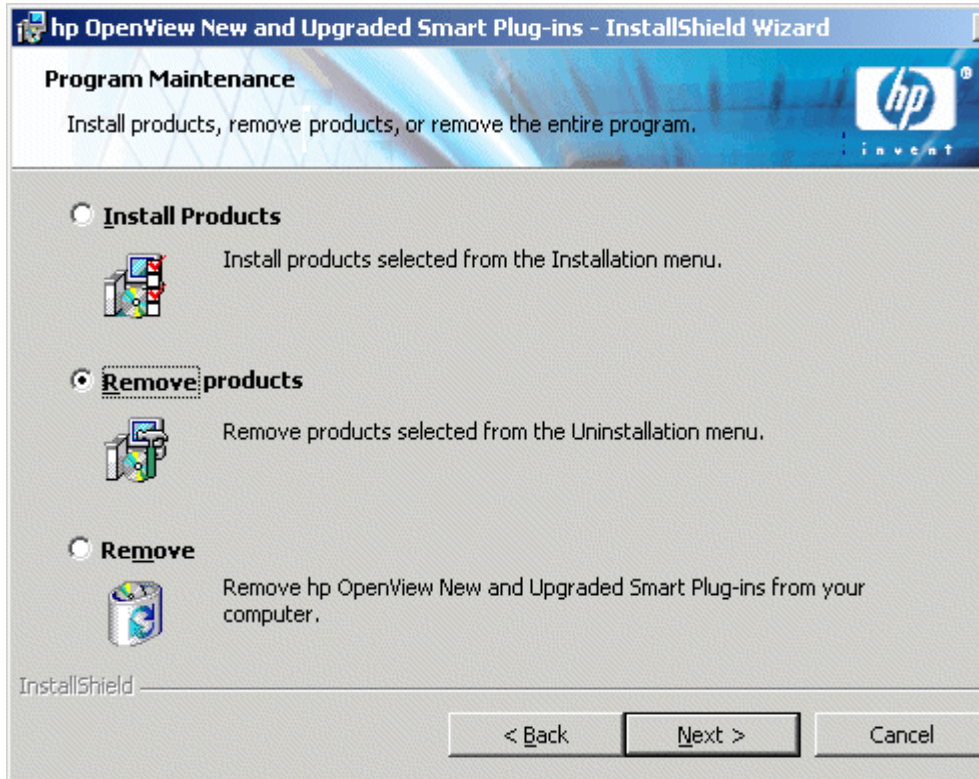 hp OpenView New and Upgraded Smart Plug-ins - InstallShield Wizard
Program Maintenance
Install products, remove products, or remove the entire program.
hp
®
invent
Install Products
Install products selected from the Installation menu.
Remove products
Remove products selected from the Uninstallation menu.
Remove
Remove hp OpenView New and Upgraded Smart Plug-ins from your
computer.
InstallShield
< Back
Next >
Cancel